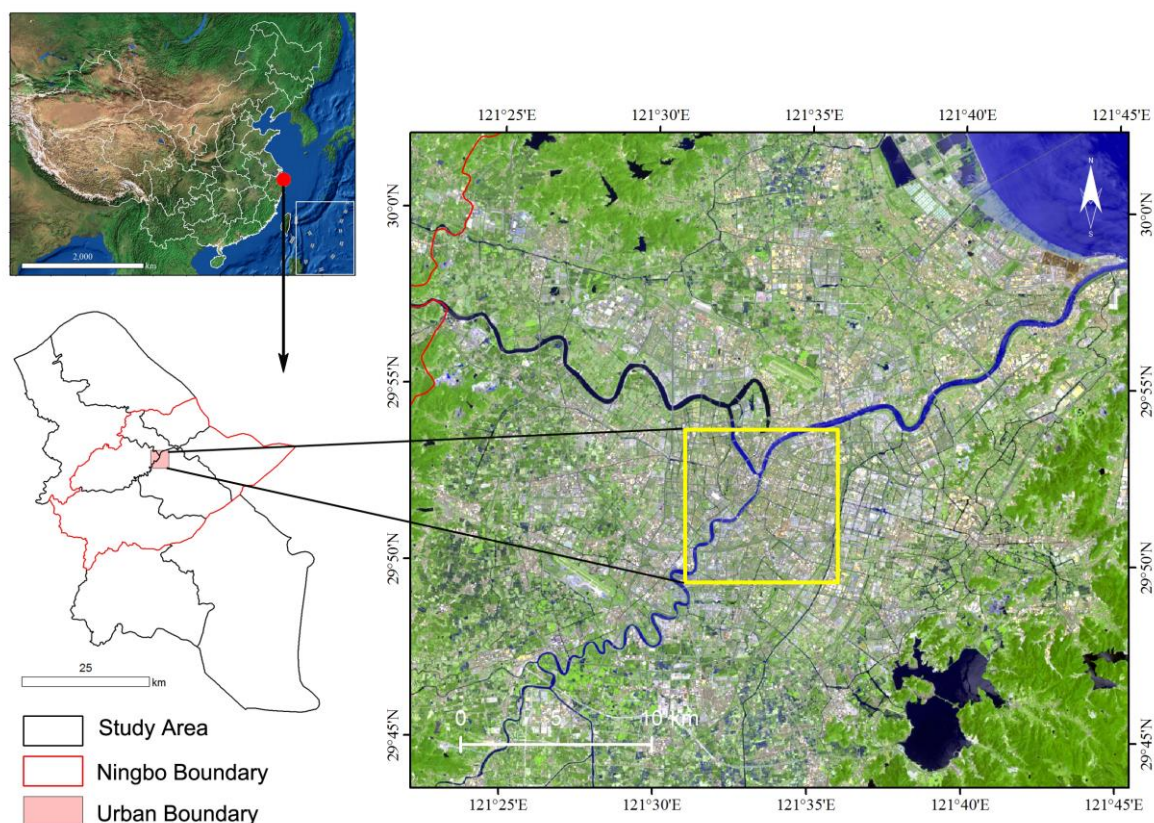 2,000
km
121°25'E 121°30'E 121°35'E 121°40'E 121°45'E
N
S
30°0'N 30°0'N
29°55'N 29°55'N
29°50'N 29°50'N
29°45'N 29°45'N
0 5 10 km
121°25'E 121°30'E 121°35'E 121°40'E 121°45'E
25
km
Study Area
Ningbo Boundary
Urban Boundary